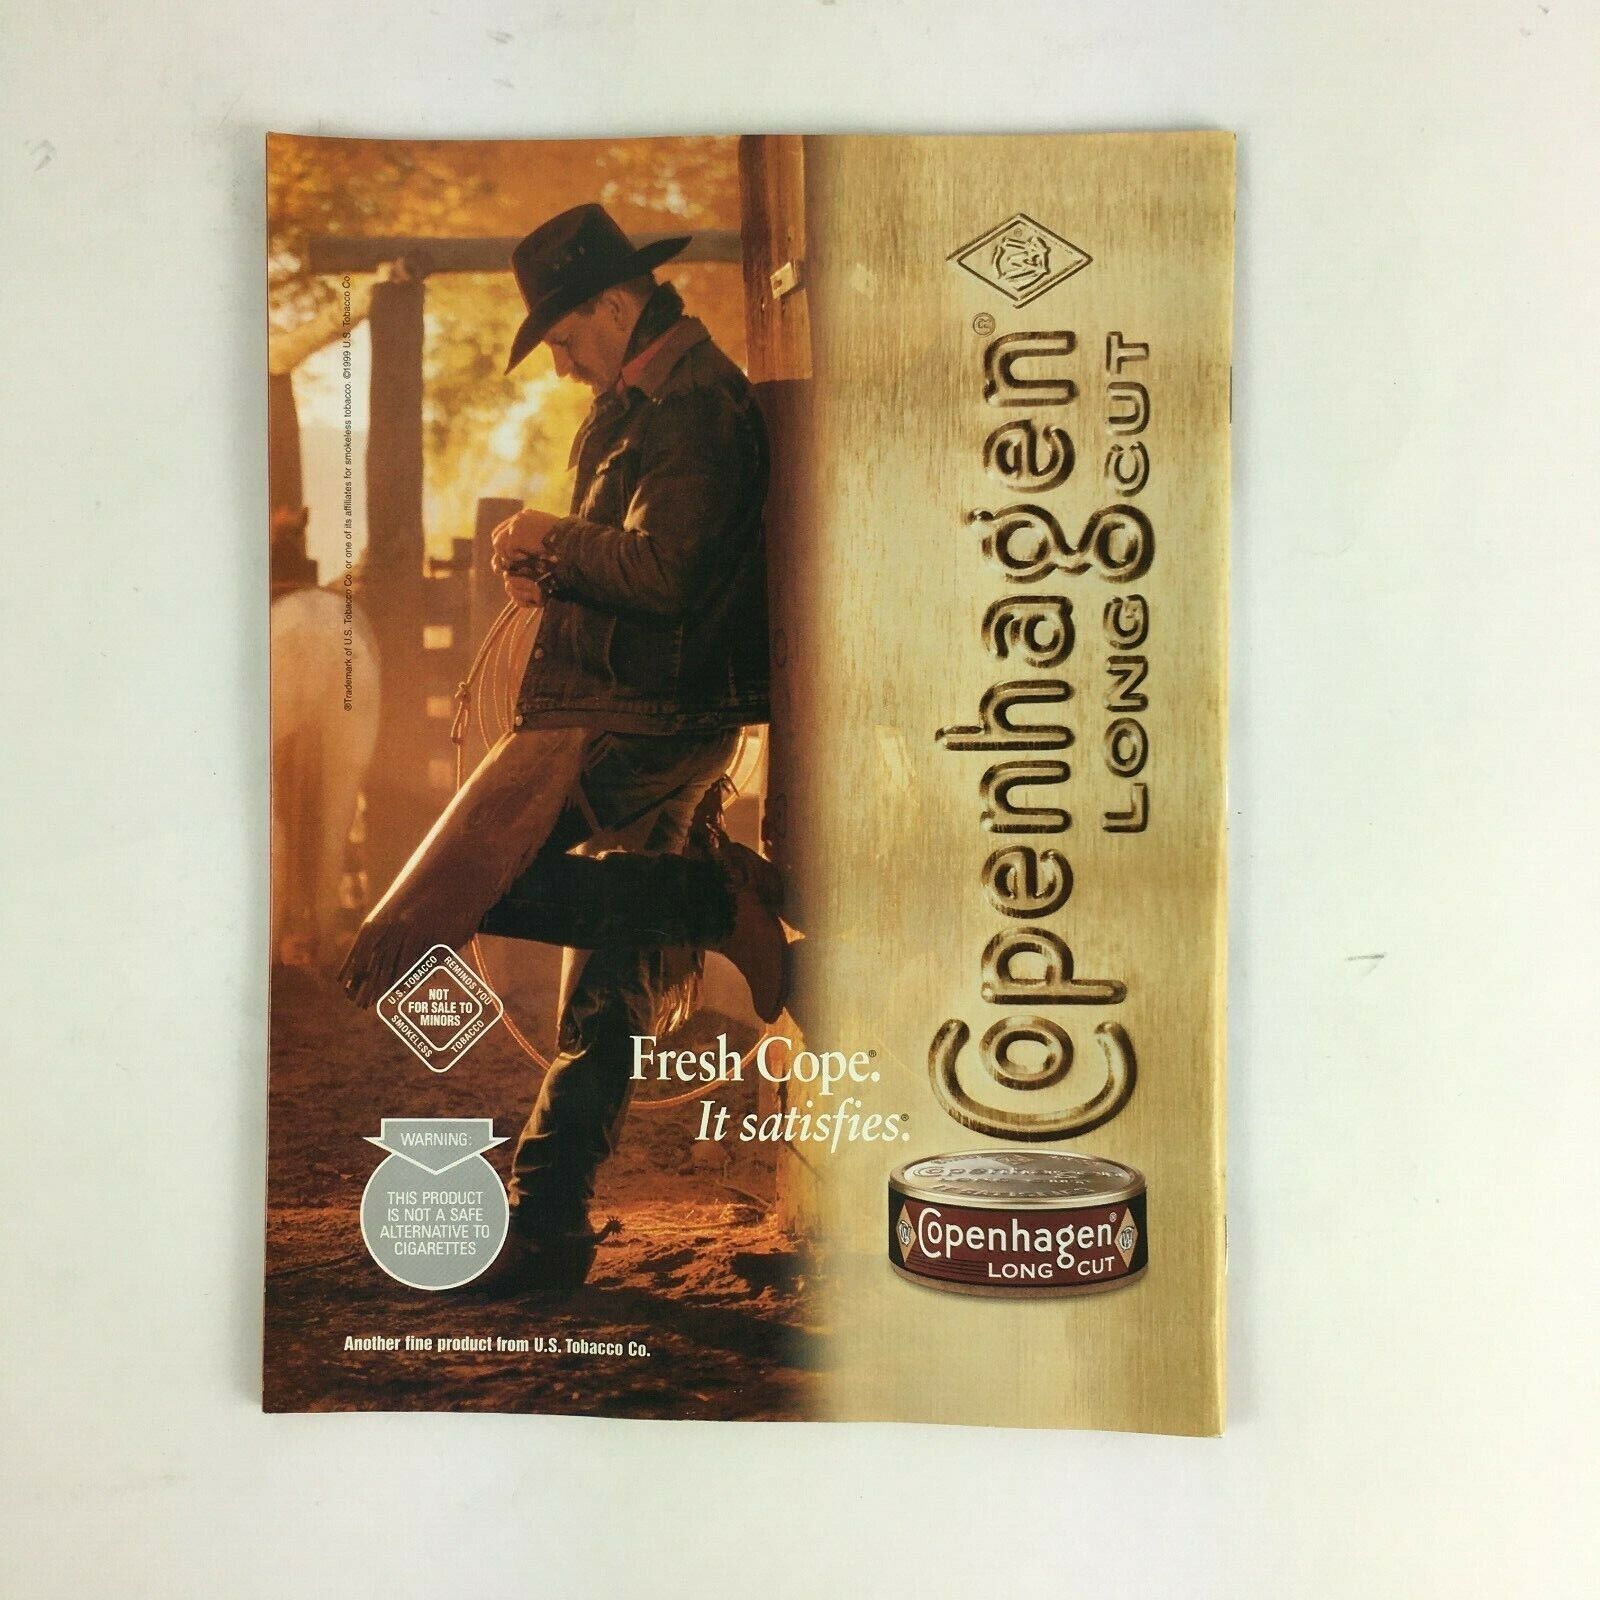 ®Trademark of U.S. Tobacco Co. or one of its affiliates for smokeless tobacco. ©1999 U.S. Tobacco Co
Copenhagen®
LONG CUT
U.S. TOBACCO REMINDS YOU
NOT
FOR SALE TO
MINORS
SMOKELESS TOBACCO
Fresh Cope.®
It satisfies.®
WARNING:
THIS PRODUCT
IS NOT A SAFE
ALTERNATIVE TO
CIGARETTES
Copenhagen®
LONG CUT
Another fine product from U.S. Tobacco Co.